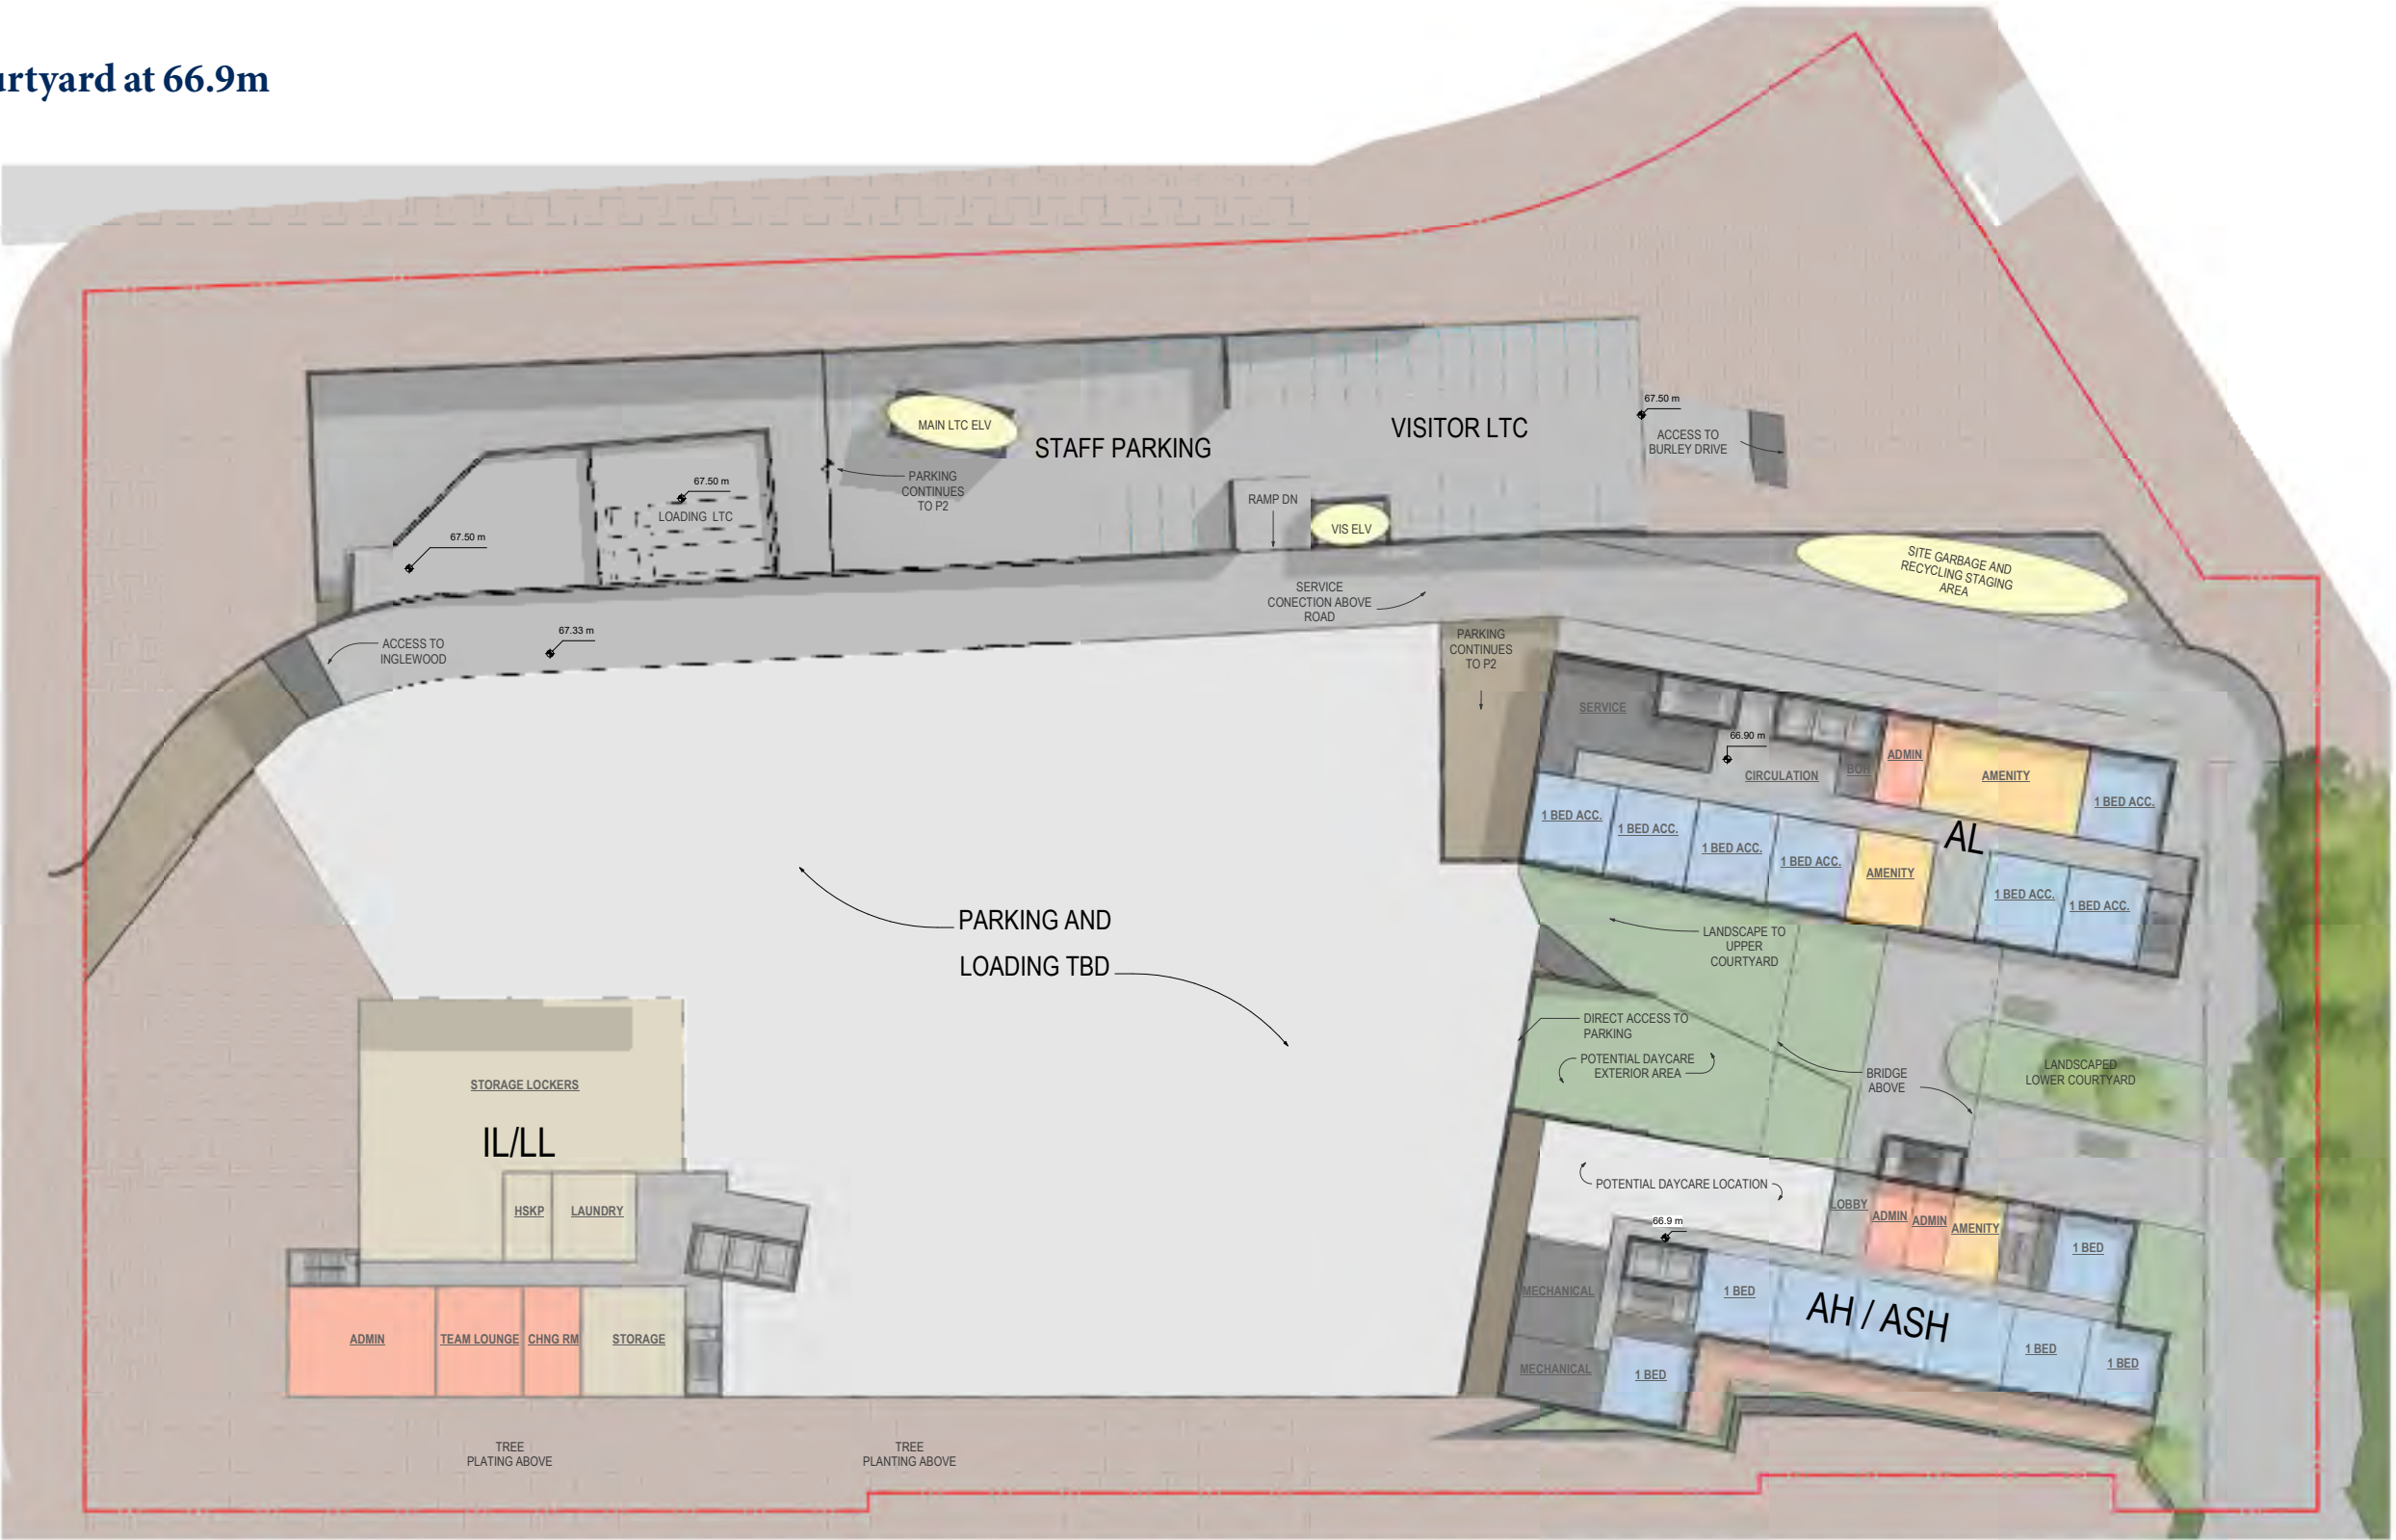 urtyard at 66.9m
MAIN LTC ELV
STAFF PARKING
VISITOR LTC
67.50 m
ACCESS TO
BURLEY DRIVE
PARKING
CONTINUES
TO P2
67.50 m
LOADING LTC
RAMP DN
VIS ELV
67.50 m
SITE GARBAGE AND
RECYCLING STAGING
AREA
SERVICE
CONECTION ABOVE
ROAD
67.33 m
ACCESS TO
INGLEWOOD
PARKING
CONTINUES
TO P2
SERVICE
66.90 m
CIRCULATION
BOH
ADMIN
AMENITY
1 BED ACC.
1 BED ACC.
1 BED ACC.
1 BED ACC.
1 BED ACC.
AMENITY
AL
1 BED ACC.
1 BED ACC.
PARKING AND
LOADING TBD
LANDSCAPE TO
UPPER
COURTYARD
DIRECT ACCESS TO
PARKING
POTENTIAL DAYCARE
EXTERIOR AREA
BRIDGE
ABOVE
LANDSCAPED
LOWER COURTYARD
STORAGE LOCKERS
IL/LL
HSKP
LAUNDRY
POTENTIAL DAYCARE LOCATION
66.9 m
LOBBY
ADMIN
ADMIN
AMENITY
1 BED
MECHANICAL
1 BED
AH / ASH
1 BED
1 BED
MECHANICAL
1 BED
ADMIN
TEAM LOUNGE
CHNG RM
STORAGE
TREE
PLATING ABOVE
TREE
PLANTING ABOVE